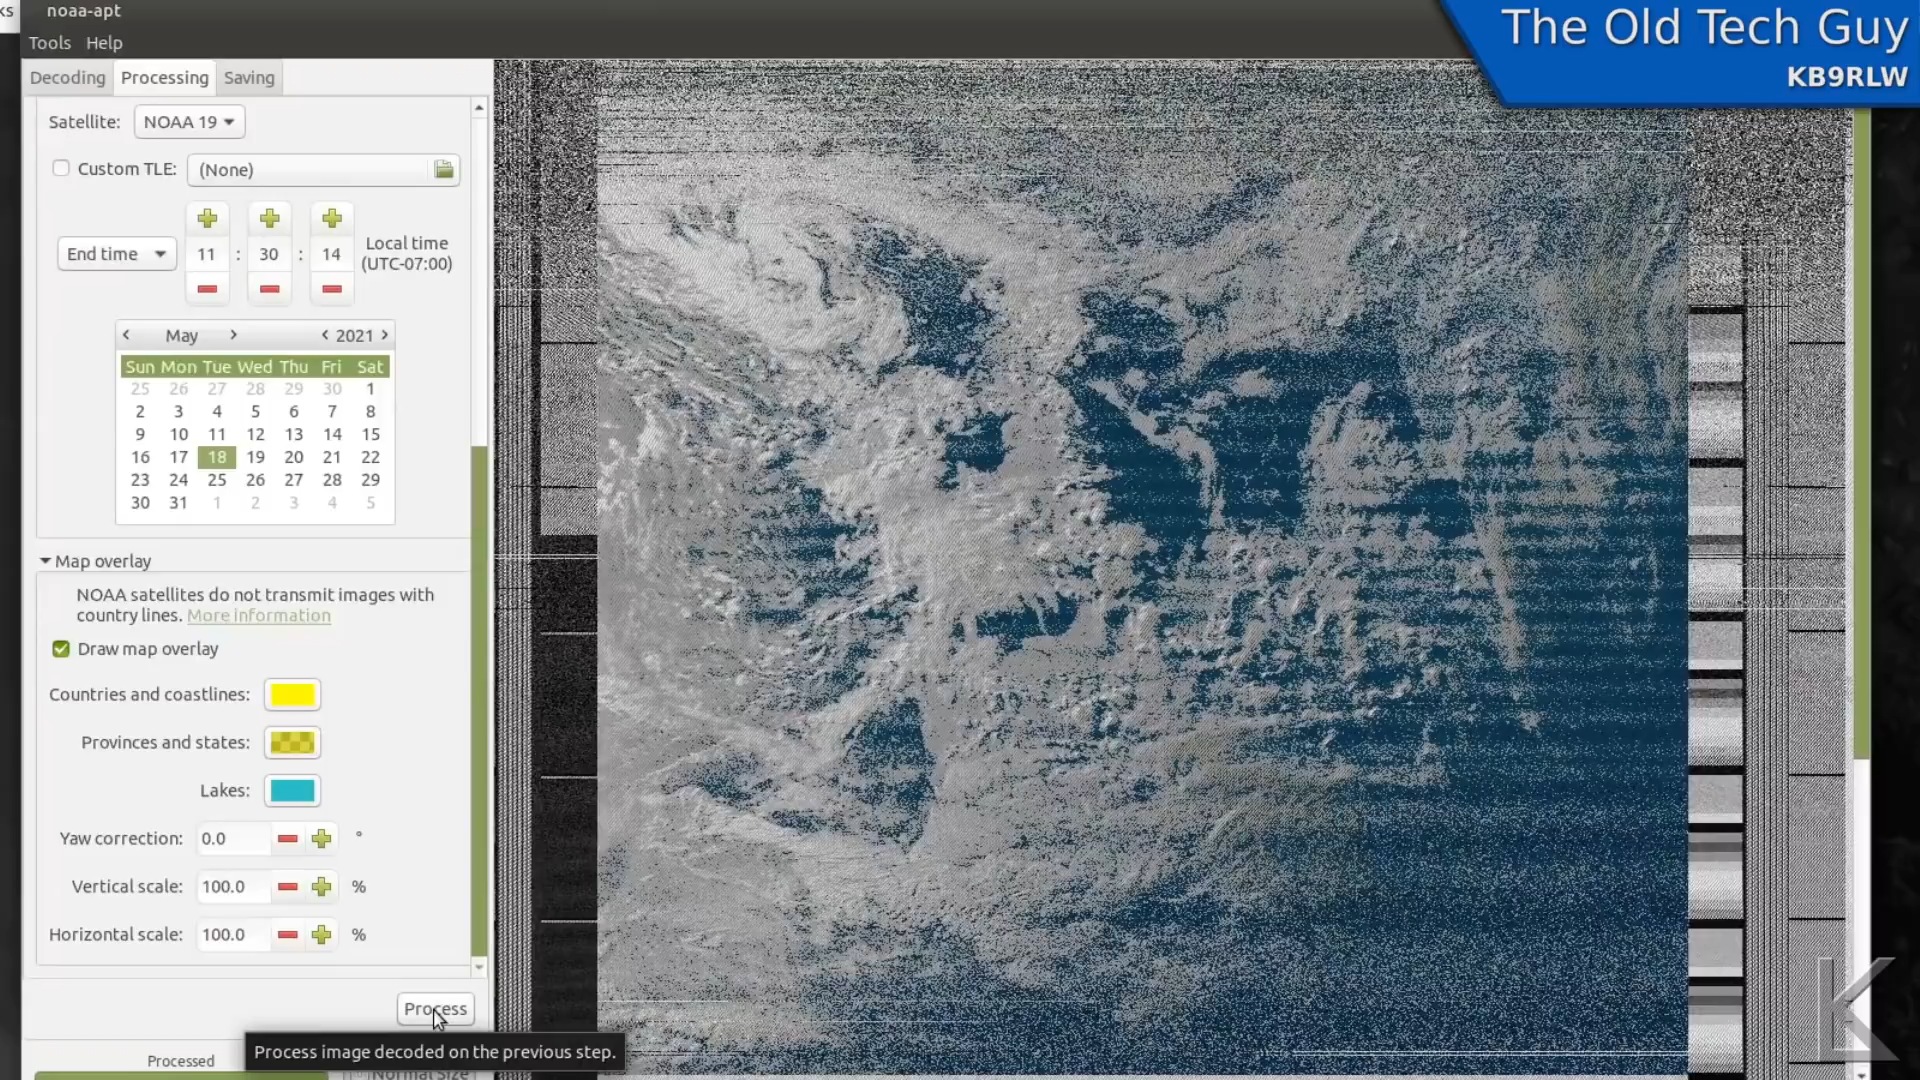 ks
noaa-apt
The Old Tech Guy
KB9RLW
Tools Help
Decoding Processing Saving
Satellite: NOAA 19
Custom TLE: (None)
End time 11 : 30 : 14 Local time
(UTC-07:00)
< May > < 2021 >
Sun Mon Tue Wed Thu Fri Sat
25 26 27 28 29 30 1
2 3 4 5 6 7 8
9 10 11 12 13 14 15
16 17 18 19 20 21 22
23 24 25 26 27 28 29
30 31 1 2 3 4 5
Map overlay
NOAA satellites do not transmit images with
country lines. More information
Draw map overlay
Countries and coastlines:
Provinces and states:
Lakes:
Yaw correction: 0.0 °
Vertical scale: 100.0 %
Horizontal scale: 100.0 %
Process
Process image decoded on the previous step.
Processed
Normal Size
K